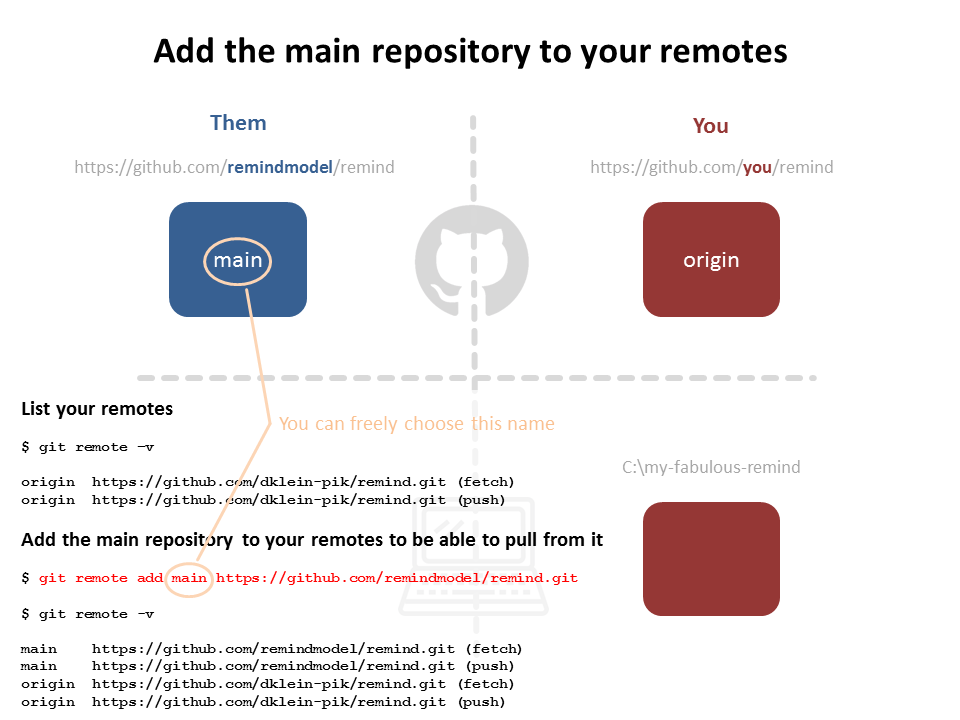 Add the main repository to your remotes
Them
You
https://github.com/remindmodel/remind
https://github.com/you/remind
main
origin
List your remotes
You can freely choose this name
$ git remote –v
C:\my-fabulous-remind
origin  https://github.com/dklein-pik/remind.git (fetch)
origin  https://github.com/dklein-pik/remind.git (push)
Add the main repository to your remotes to be able to pull from it
$ git remote add main https://github.com/remindmodel/remind.git
$ git remote –v
main    https://github.com/remindmodel/remind.git (fetch)
main    https://github.com/remindmodel/remind.git (push)
origin  https://github.com/dklein-pik/remind.git (fetch)
origin  https://github.com/dklein-pik/remind.git (push)